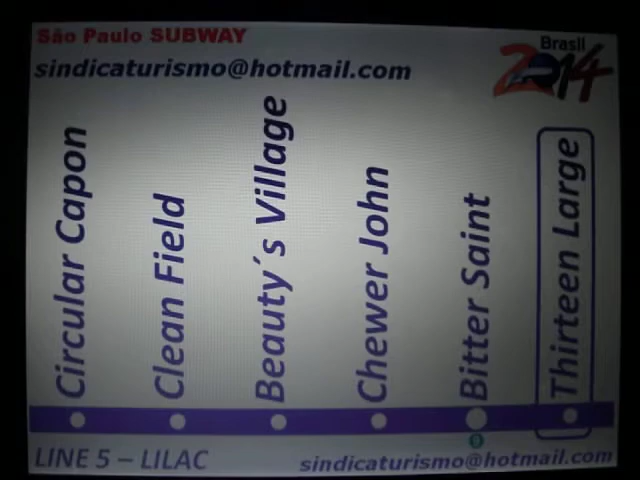 São Paulo SUBWAY
sindicaturismo@hotmail.com
Brasil
2014
Circular Capon
Clean Field
Beauty´s Village
Chewer John
Bitter Saint
Thirteen Large
LINE 5 – LILAC
sindicaturismo@hotmail.com